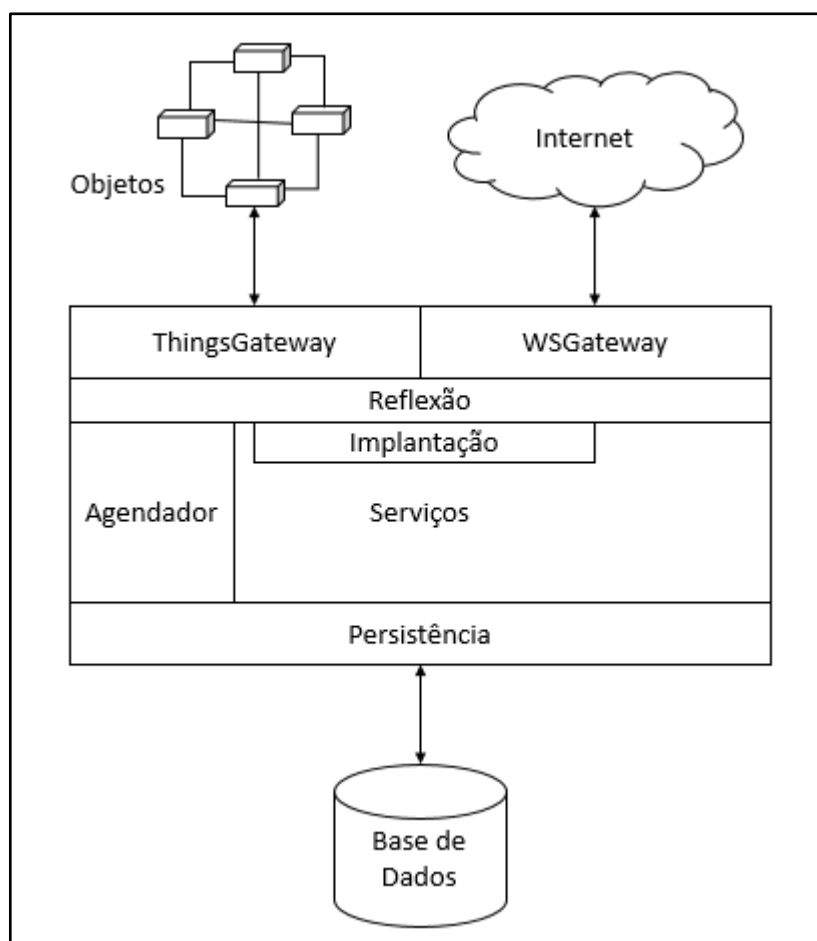 Objetos
Internet
ThingsGateway
WSGateway
Reflexão
Implantação
Agendador
Serviços
Persistência
Base de
Dados